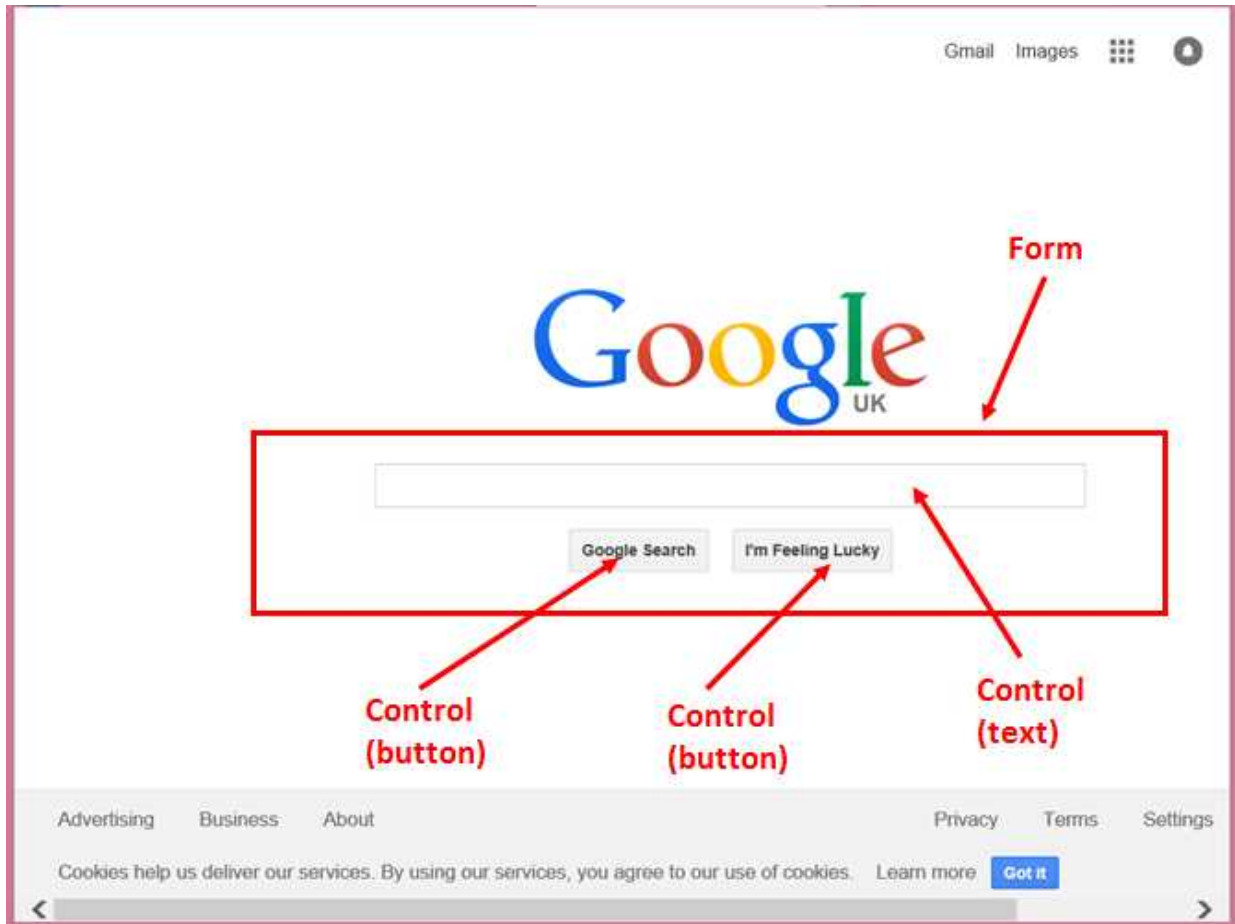 Gmail Images
Form
Google
UK
Google Search I'm Feeling Lucky
Control
(button)
Control
(button)
Control
(text)
Advertising Business About Privacy Terms Settings
Cookies help us deliver our services. By using our services, you agree to our use of cookies. Learn more Got it